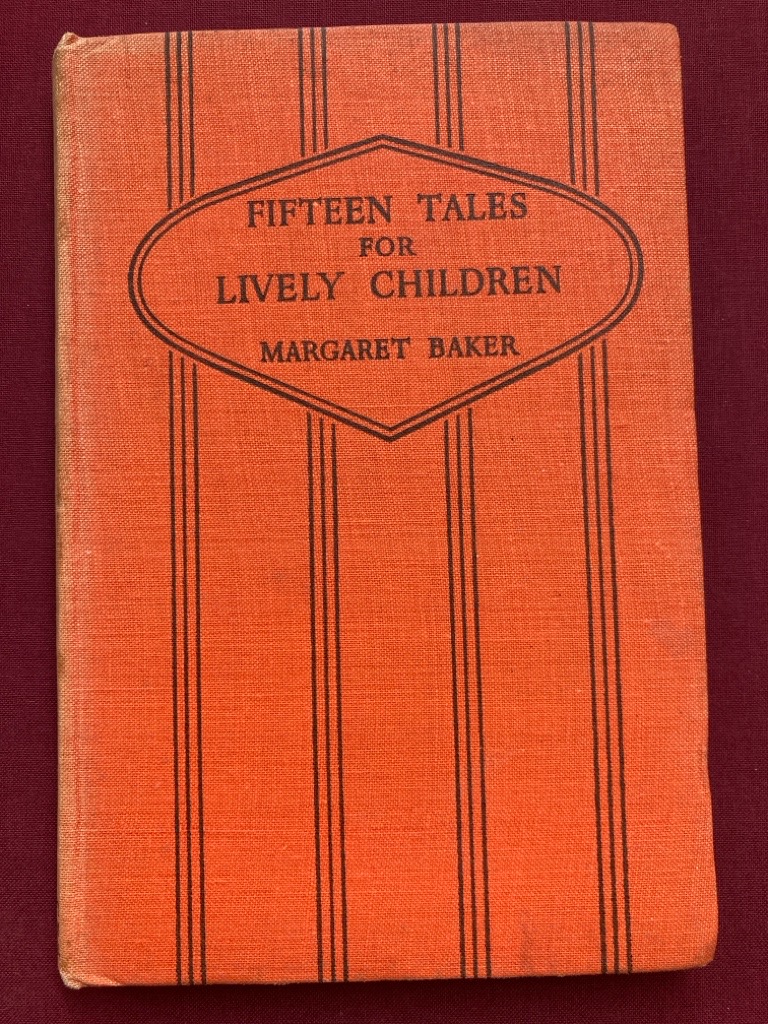 FIFTEEN TALES
FOR
LIVELY CHILDREN
MARGARET BAKER